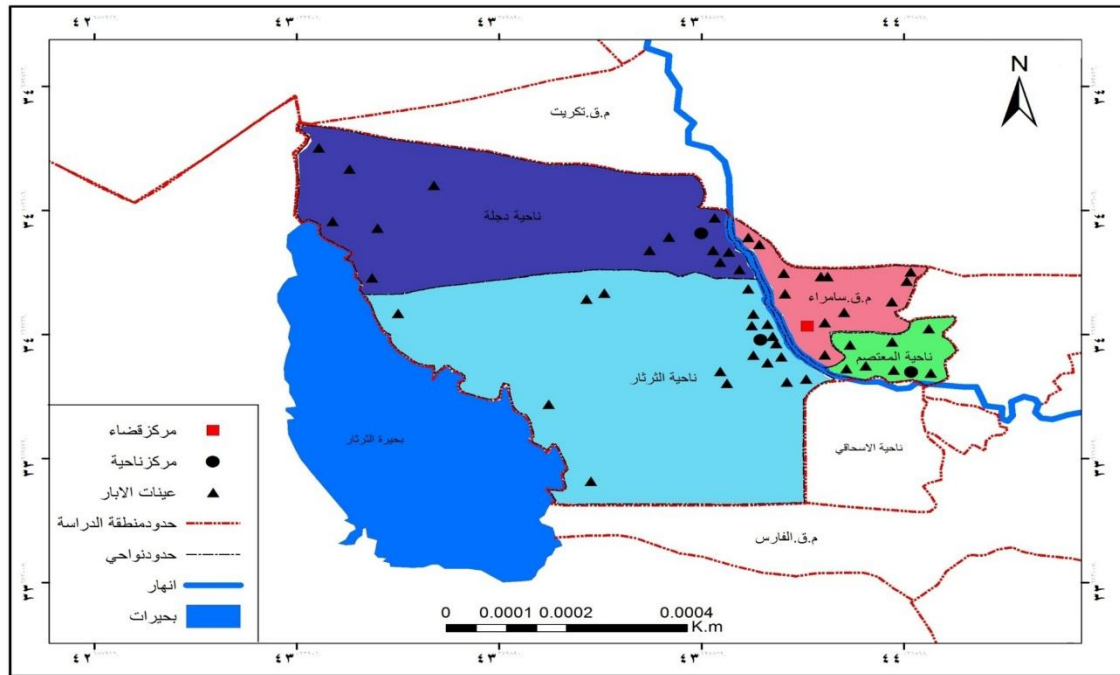 ٤٢ ٤٣ ٤٣ ٤٣ ٤٤
N
٣٤
٣٤
٣٤
٣٣
٣٣
م.ق.تكريت
ناحية دجلة
م.ق.سامراء
ناحية المعتصم
ناحية الثرثار
بحيرة الثرثار
ناحية الاسحاقي
م.ق.الفارس
مركزقضاء
مركزناحية
عينات الابار
حدودمنطقة الدراسة
حدودنواحي
انهار
بحيرات
0 0.0001 0.0002 0.0004
K.m
٣٤
٣٤
٣٤
٣٣
٣٣
٤٢ ٤٣ ٤٣ ٤٣ ٤٤